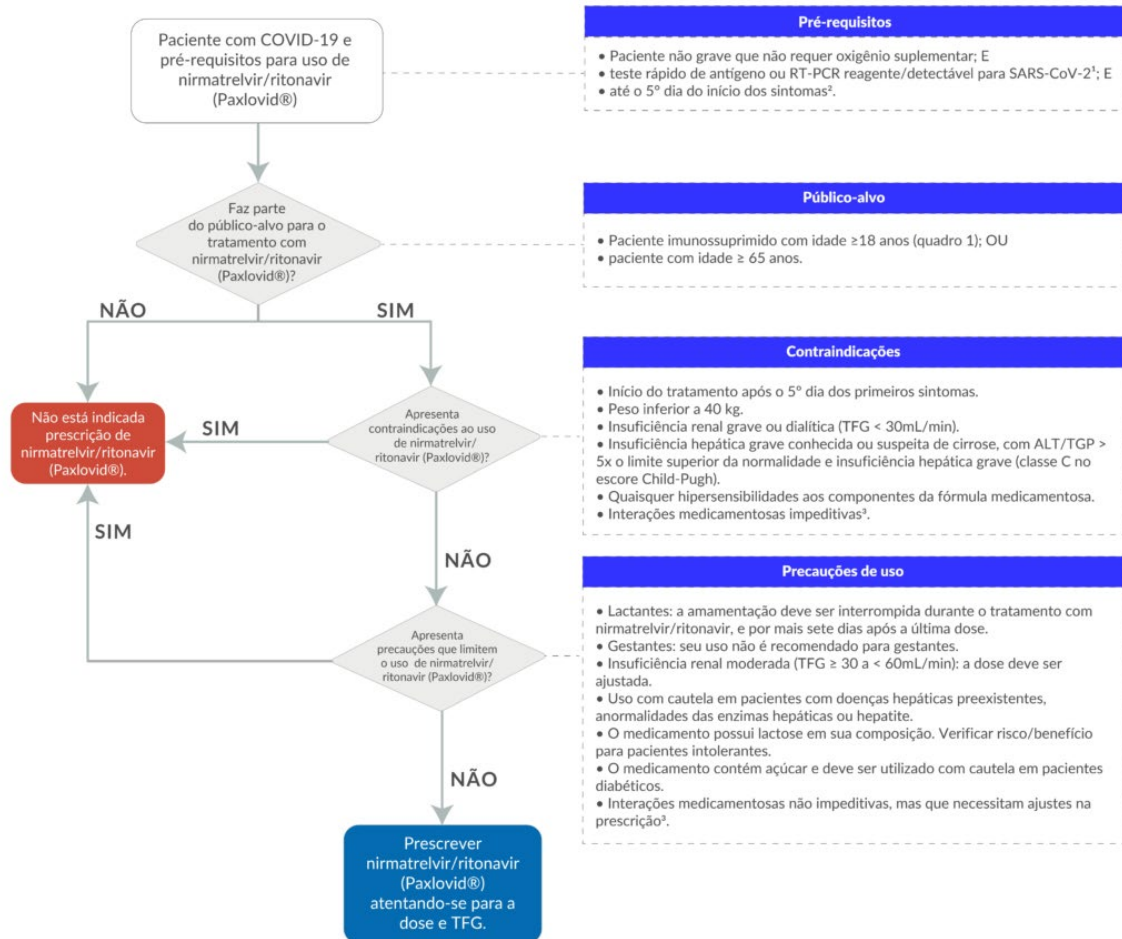 Paciente com COVID-19 e
pré-requisitos para uso de
nirmatrelvir/ritonavir
(Paxlovid®)
Pré-requisitos
• Paciente não grave que não requer oxigênio suplementar; E
• teste rápido de antígeno ou RT-PCR reagente/detectável para SARS-CoV-2¹; E
• até o 5º dia do início dos sintomas².
Faz parte
do público-alvo para o
tratamento com
nirmatrelvir/ritonavir
(Paxlovid®)?
Público-alvo
• Paciente imunossuprimido com idade ≥18 anos (quadro 1); OU
• paciente com idade ≥ 65 anos.
NÃO
SIM
Não está indicada
prescrição de
nirmatrelvir/ritonavir
(Paxlovid®).
SIM
Apresenta
contraindicações ao uso
de nirmatrelvir/
ritonavir (Paxlovid®)?
Contraindicações
• Início do tratamento após o 5º dia dos primeiros sintomas.
• Peso inferior a 40 kg.
• Insuficiência renal grave ou dialítica (TFG < 30mL/min).
• Insuficiência hepática grave conhecida ou suspeita de cirrose, com ALT/TGP >
5x o limite superior da normalidade e insuficiência hepática grave (classe C no
escore Child-Pugh).
• Quaisquer hipersensibilidades aos componentes da fórmula medicamentosa.
• Interações medicamentosas impeditivas³.
SIM
NÃO
Apresenta
precauções que limitem
o uso de nirmatrelvir/
ritonavir (Paxlovid®)?
Precauções de uso
• Lactantes: a amamentação deve ser interrompida durante o tratamento com
nirmatrelvir/ritonavir, e por mais sete dias após a última dose.
• Gestantes: seu uso não é recomendado para gestantes.
• Insuficiência renal moderada (TFG ≥ 30 a < 60mL/min): a dose deve ser
ajustada.
• Uso com cautela em pacientes com doenças hepáticas preexistentes,
anormalidades das enzimas hepáticas ou hepatite.
• O medicamento possui lactose em sua composição. Verificar risco/benefício
para pacientes intolerantes.
• O medicamento contém açúcar e deve ser utilizado com cautela em pacientes
diabéticos.
• Interações medicamentosas não impeditivas, mas que necessitam ajustes na
prescrição³.
NÃO
Prescrever
nirmatrelvir/ritonavir
(Paxlovid®)
atentando-se para a
dose e TFG.